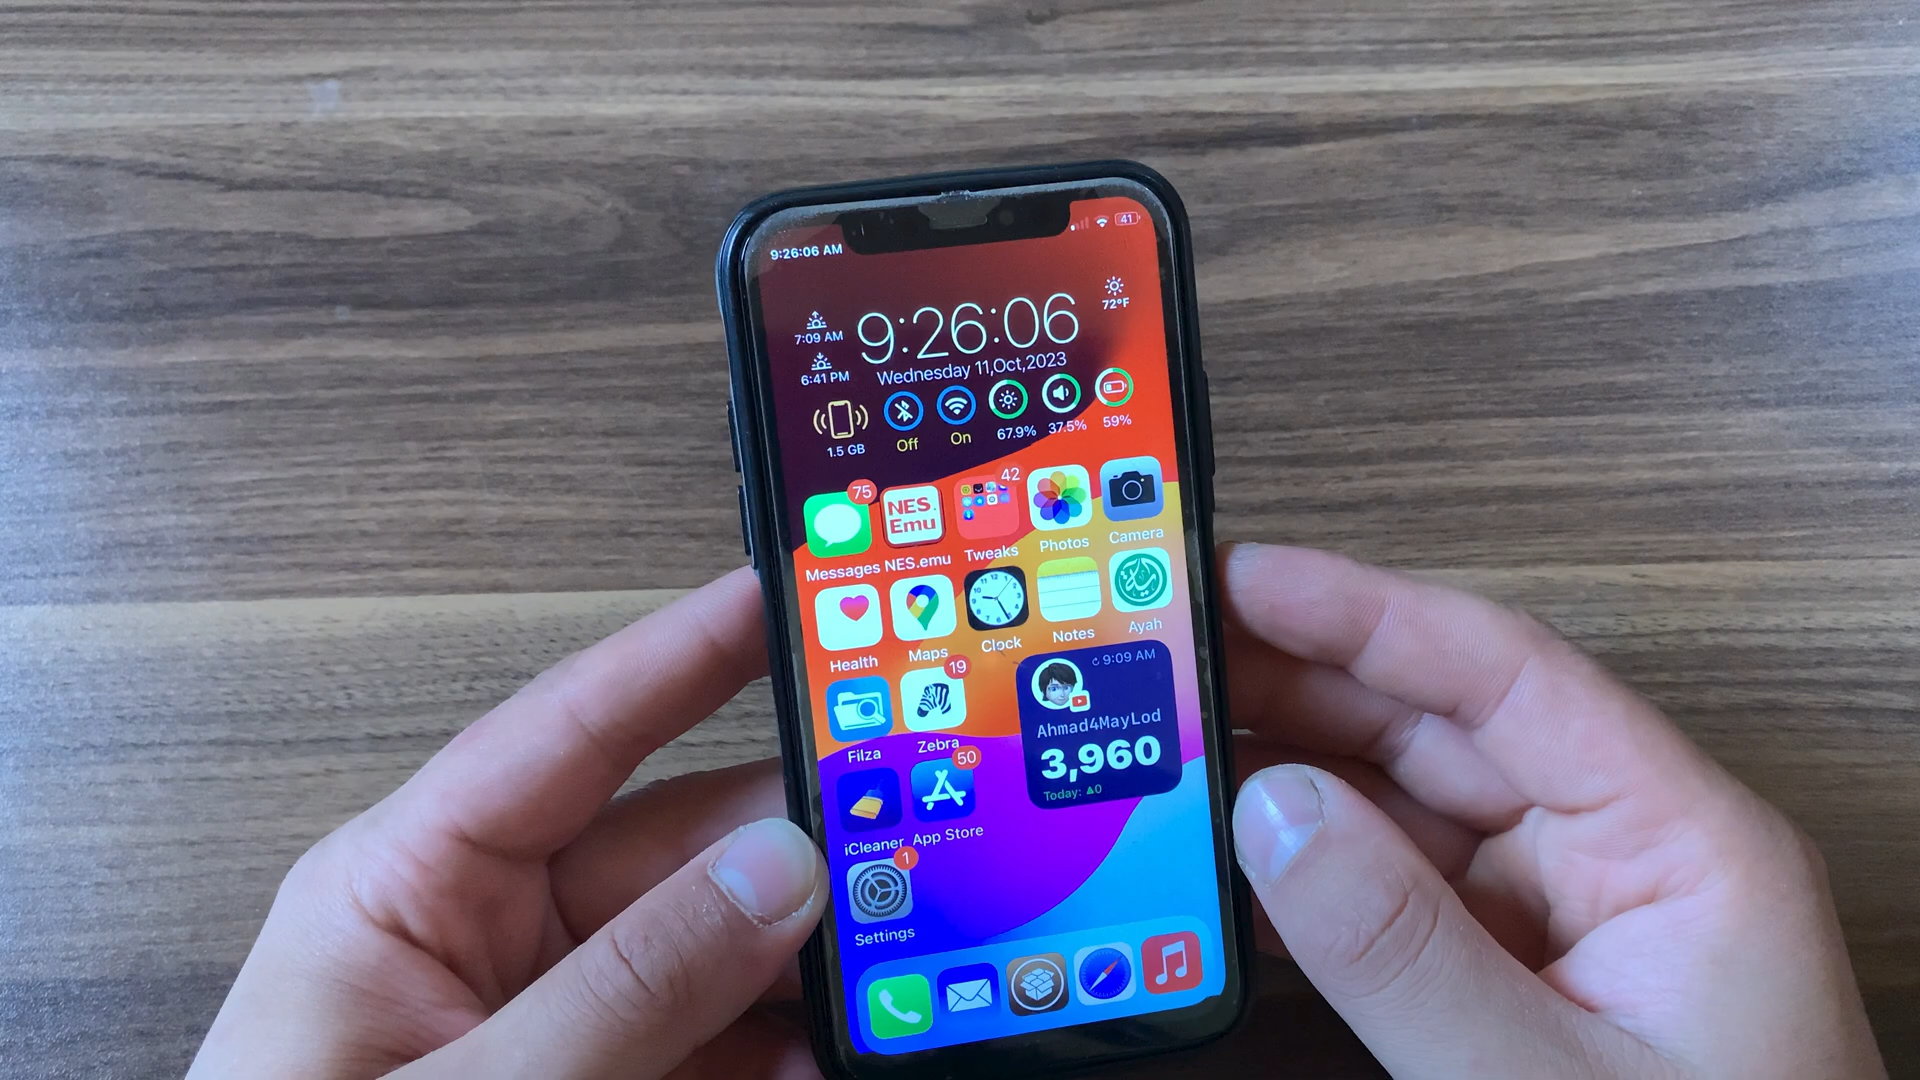 9:26:06 AM
41
72°F
7:09 AM
9:26:06
6:41 PM
Wednesday 11,Oct,2023
1.5 GB
Off
On
67.9%
37.5%
59%
75
NES.
Emu
42
Messages
NES.emu
Tweaks
Photos
Camera
Health
Maps
Clock
Notes
Ayah
19
9:09 AM
Ahmad4MayLod
3,960
Today: ▲0
Filza
Zebra
50
iCleaner
App Store
1
Settings